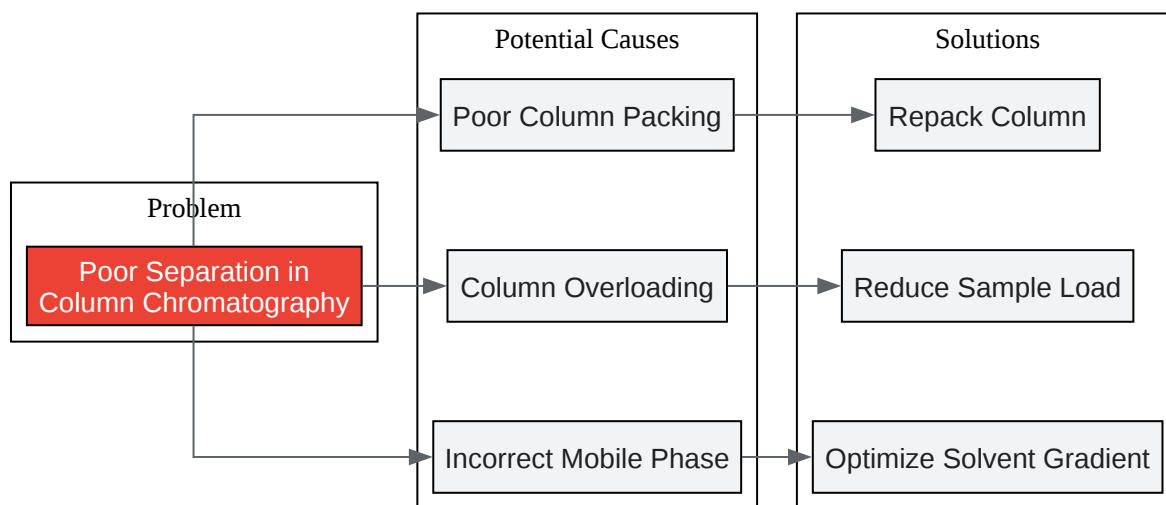 Potential Causes
Solutions
Poor Column Packing
Repack Column
Problem
Poor Separation in
Column Chromatography
Column Overloading
Reduce Sample Load
Incorrect Mobile Phase
Optimize Solvent Gradient